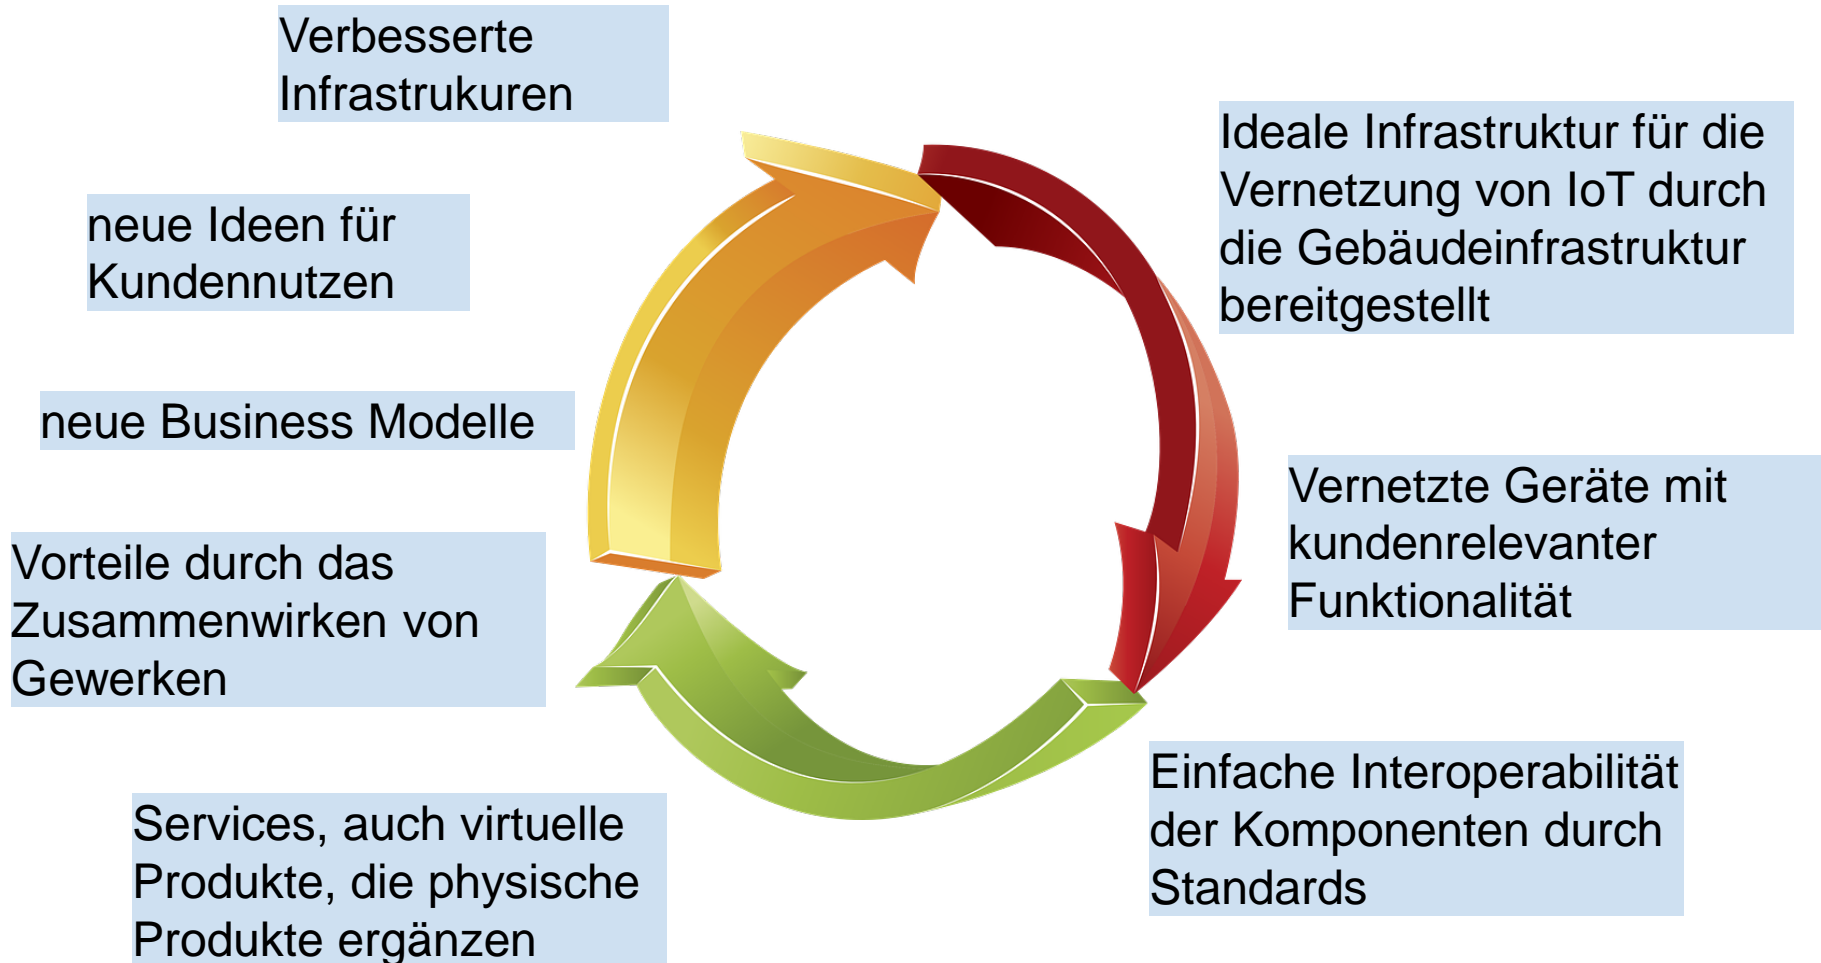 Verbesserte
Infrastrukuren
Ideale Infrastruktur für die
Vernetzung von IoT durch
die Gebäudeinfrastruktur
bereitgestellt
neue Ideen für
Kundennutzen
neue Business Modelle
Vernetzte Geräte mit
kundenrelevanter
Funktionalität
Vorteile durch das
Zusammenwirken von
Gewerken
Einfache Interoperabilität
der Komponenten durch
Standards
Services, auch virtuelle
Produkte, die physische
Produkte ergänzen